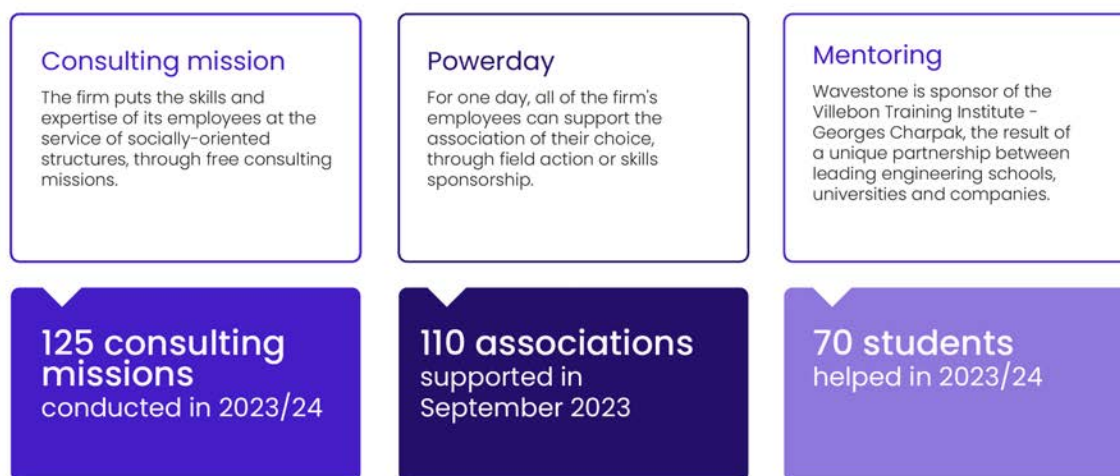 Consulting mission
The firm puts the skills and
expertise of its employees at the
service of socially-oriented
structures, through free consulting
missions.
Powerday
For one day, all of the firm's
employees can support the
association of their choice,
through field action or skills
sponsorship.
Mentoring
Wavestone is sponsor of the
Villebon Training Institute -
Georges Charpak, the result of
a unique partnership between
leading engineering schools,
universities and companies.
125 consulting
missions
conducted in 2023/24
110 associations
supported in
September 2023
70 students
helped in 2023/24